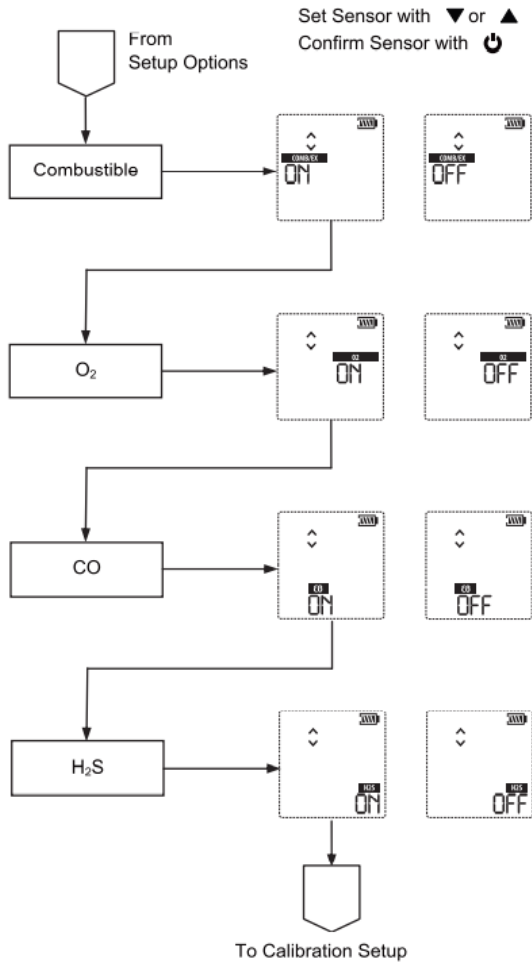 Set Sensor with ▼ or ▲
Confirm Sensor with ⏻
From
Setup Options
Combustible
COMB/EX
ON
COMB/EX
OFF
O₂
O2
ON
O2
OFF
CO
CO
ON
CO
OFF
H₂S
H2S
ON
H2S
OFF
To Calibration Setup